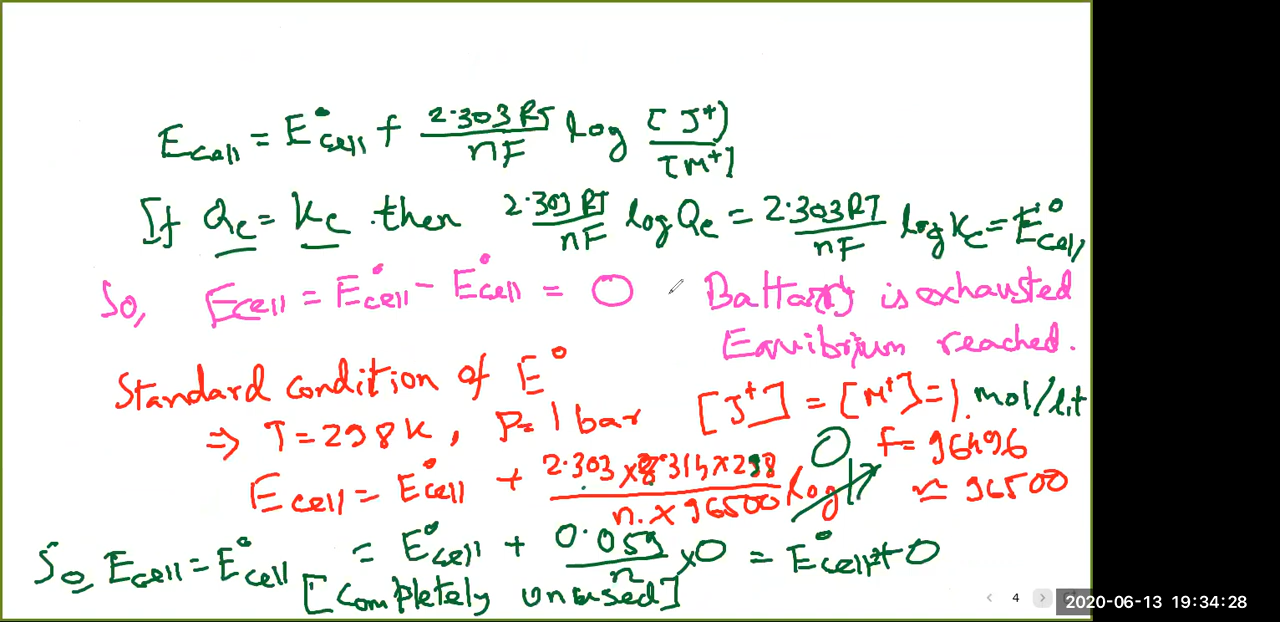 Ecell = E°cell + 2.303RT/nF log [J+]/[M+]
If Qc = Kc then 2.303RT/nF log Qc = 2.303RT/nF log Kc = E°cell
So, Ecell = E°cell - E°cell = 0 Battary is exhausted
Equibrium reached.
Standard condition of E°
⇒ T = 298K, P = 1 bar [J+] = [M+] = 1. mol/lit
Ecell = E°cell + 2.303 × 8.314 × 298/n. × 96500 log 1 0 F = 96496
≃ 96500
So Ecell = E°cell = E°cell + 0.059/n × 0 = E°cell + 0
[Completely unused]
4
2020-06-13 19:34:28